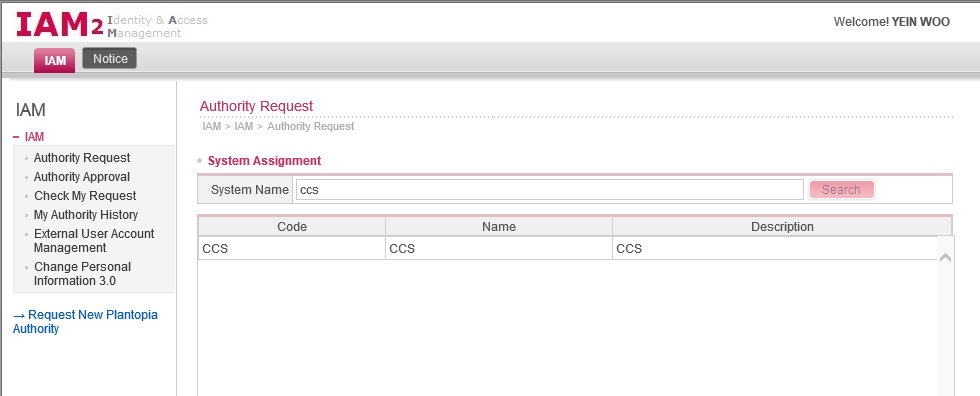 IAM2 Identity & Access Management
Welcome! YEIN WOO
IAM Notice
IAM
IAM
Authority Request
Authority Approval
Check My Request
My Authority History
External User Account
Management
Change Personal
Information 3.0
→ Request New Plantopia
Authority
Authority Request
IAM > IAM > Authority Request
System Assignment
System Name ccs Search
Code Name Description
CCS CCS CCS